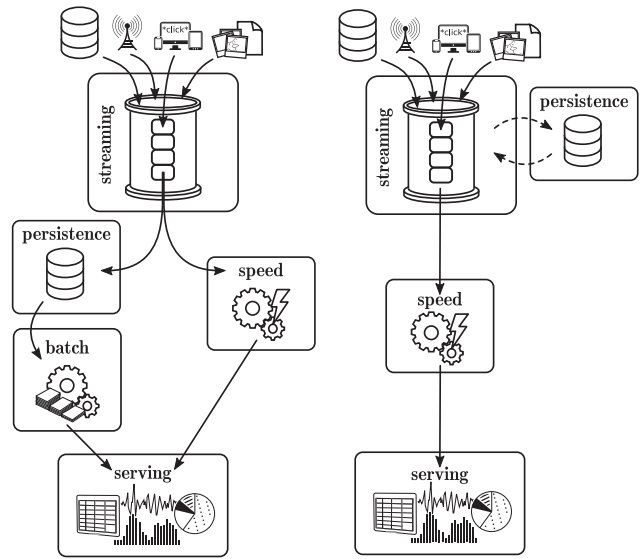 *click*
streaming
persistence
speed
batch
serving
*click*
streaming
persistence
speed
serving